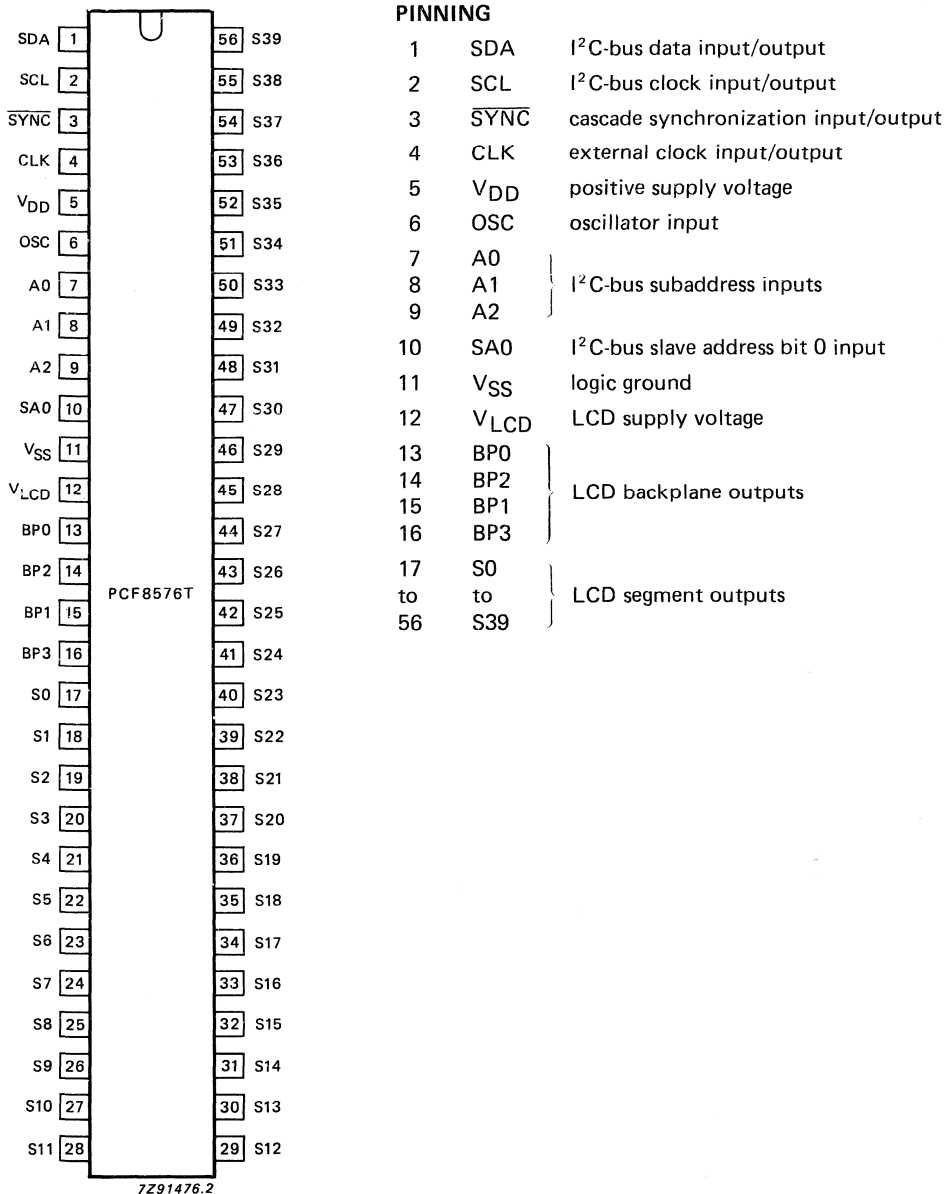 PINNING
1 SDA I²C-bus data input/output
2 SCL I²C-bus clock input/output
3 SYNC cascade synchronization input/output
4 CLK external clock input/output
5 VDD positive supply voltage
6 OSC oscillator input
7 A0
8 A1 I²C-bus subaddress inputs
9 A2
10 SA0 I²C-bus slave address bit 0 input
11 VSS logic ground
12 VLCD LCD supply voltage
13 BP0
14 BP2 LCD backplane outputs
15 BP1
16 BP3
17 S0
to to LCD segment outputs
56 S39
SDA 1 56 S39
SCL 2 55 S38
SYNC 3 54 S37
CLK 4 53 S36
VDD 5 52 S35
OSC 6 51 S34
A0 7 50 S33
A1 8 49 S32
A2 9 48 S31
SA0 10 47 S30
VSS 11 46 S29
VLCD 12 45 S28
BP0 13 44 S27
BP2 14 43 S26
PCF8576T
BP1 15 42 S25
BP3 16 41 S24
S0 17 40 S23
S1 18 39 S22
S2 19 38 S21
S3 20 37 S20
S4 21 36 S19
S5 22 35 S18
S6 23 34 S17
S7 24 33 S16
S8 25 32 S15
S9 26 31 S14
S10 27 30 S13
S11 28 29 S12
7Z91476.2